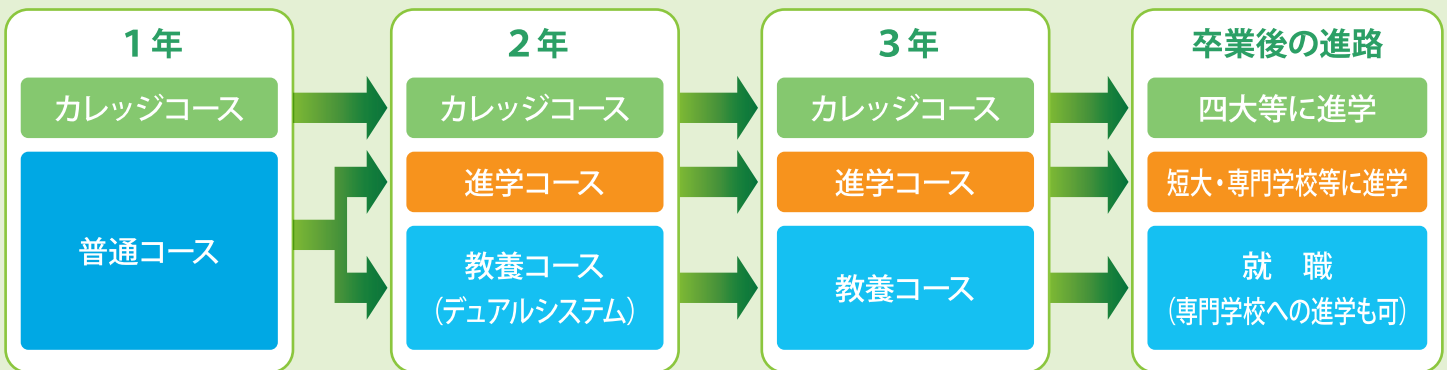 1年
カレッジコース
普通コース
2年
カレッジコース
進学コース
教養コース
(デュアルシステム)
3年
カレッジコース
進学コース
教養コース
卒業後の進路
四大等に進学
短大・専門学校等に進学
就　職
(専門学校への進学も可)